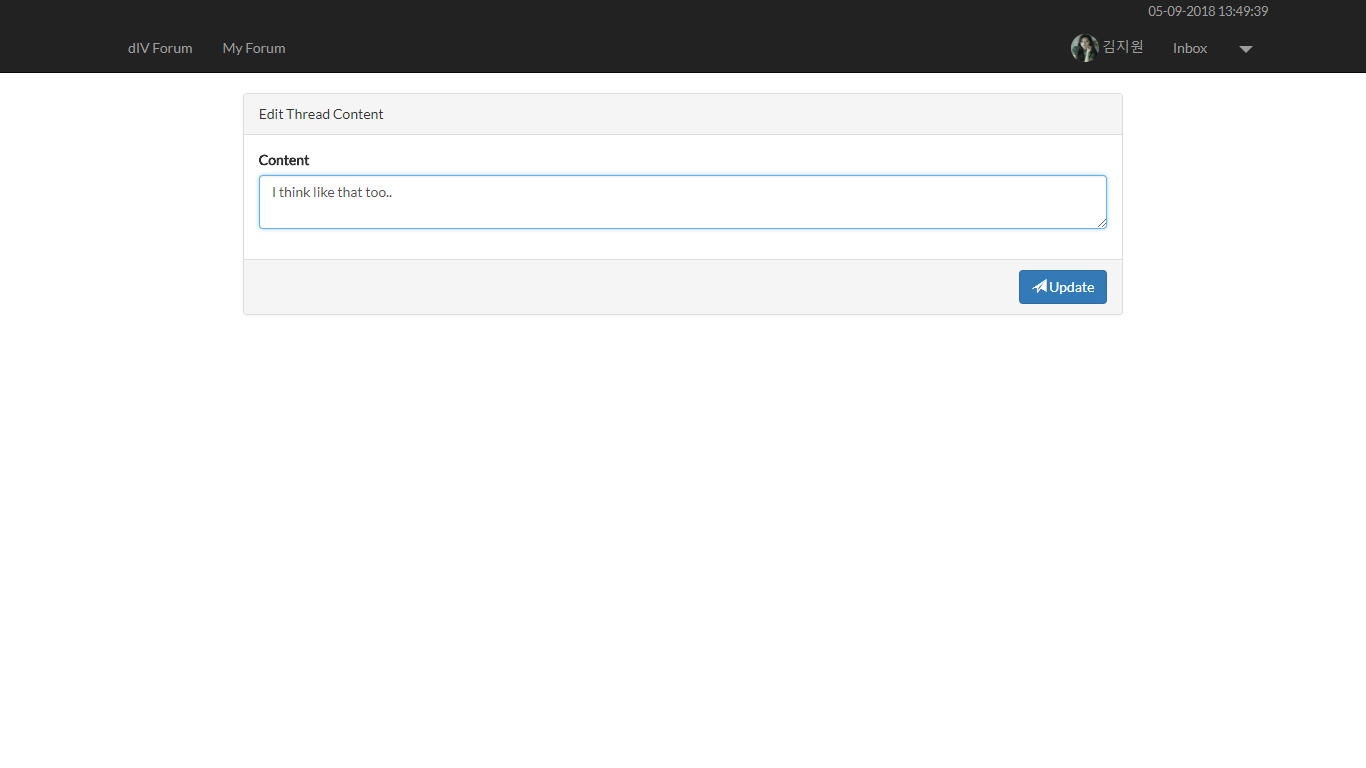 05-09-2018 13:49:39
dIV Forum My Forum 김지원 Inbox
Edit Thread Content
Content
I think like that too..
Update